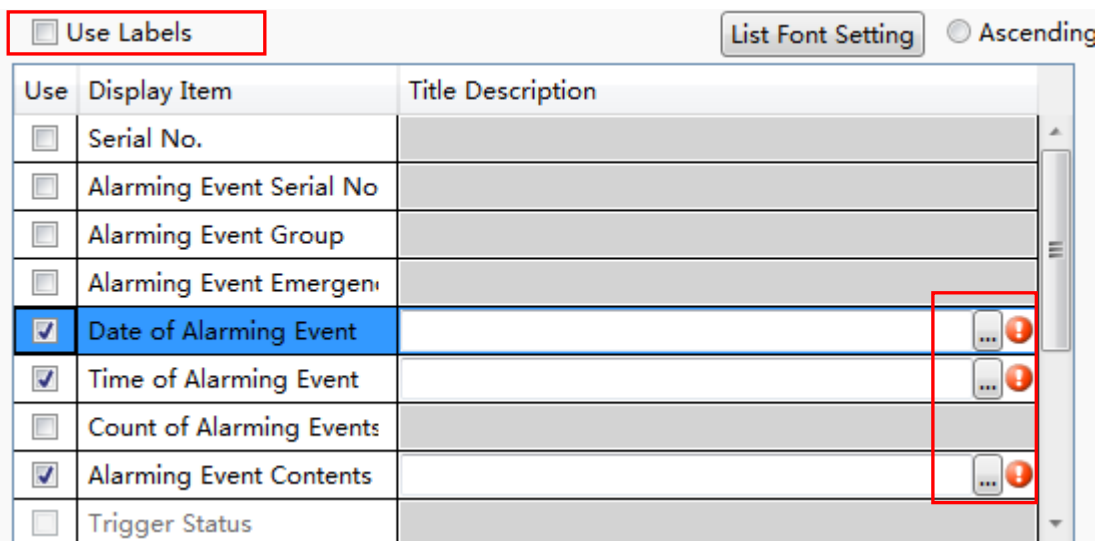 Use Labels List Font Setting Ascending
Use Display Item Title Description
Serial No.
Alarming Event Serial No
Alarming Event Group
Alarming Event Emergen
Date of Alarming Event ...
Time of Alarming Event ...
Count of Alarming Events
Alarming Event Contents ...
Trigger Status